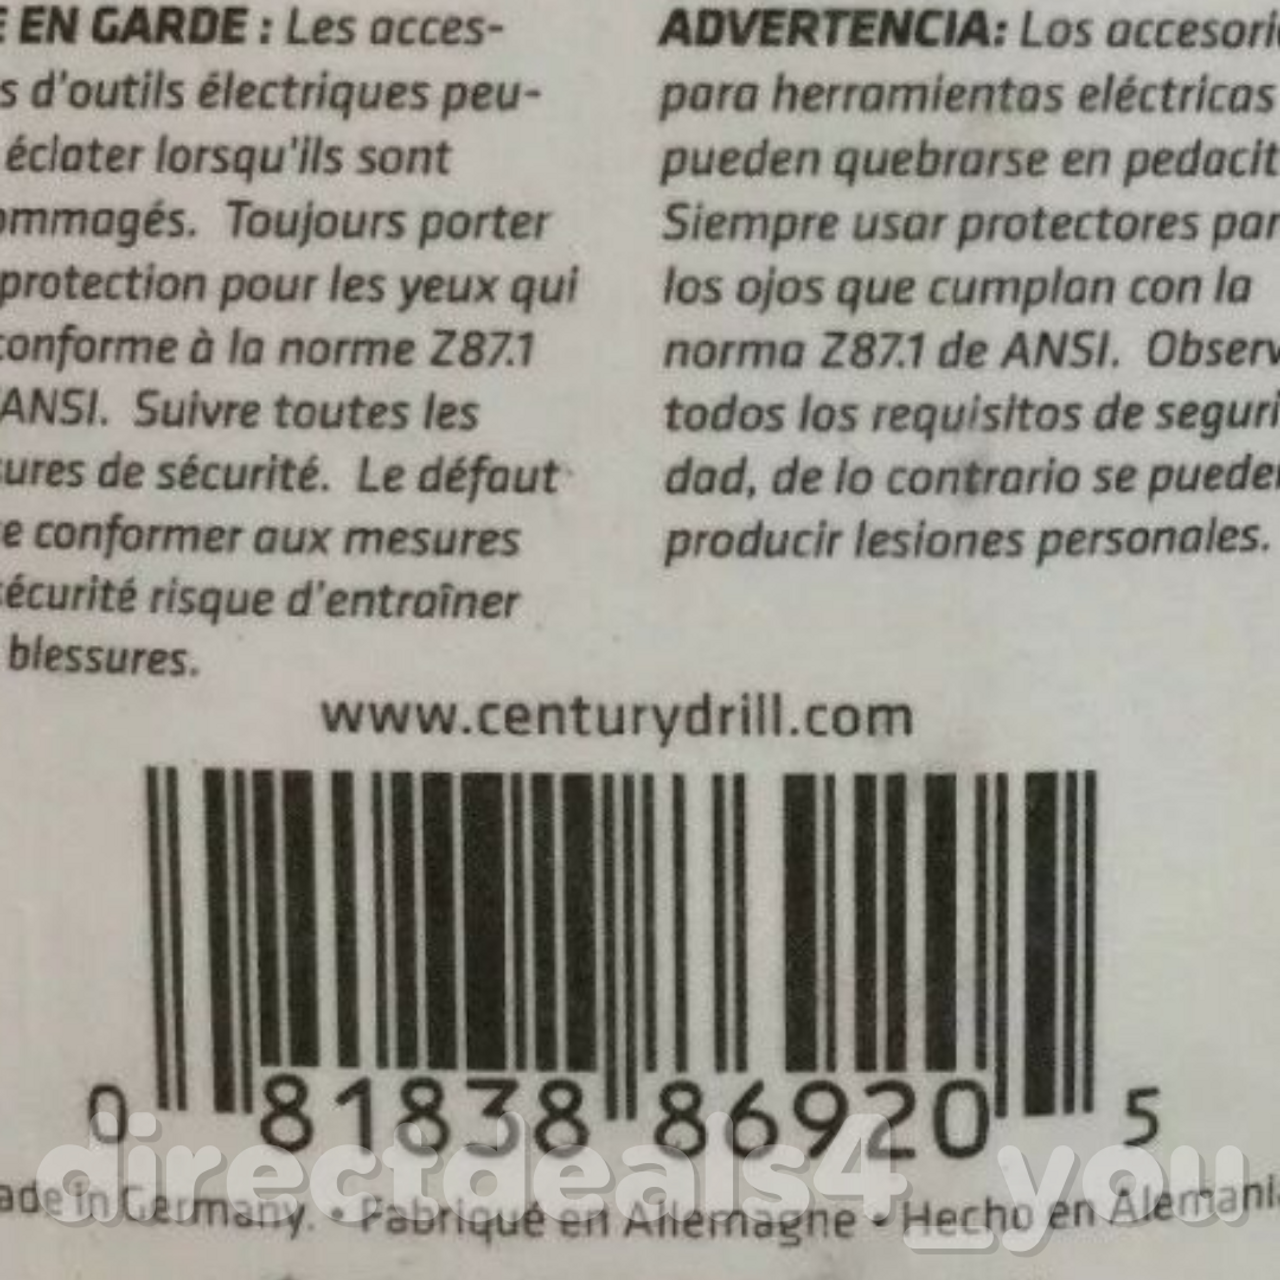 EN GARDE : Les acces-
d'outils électriques peu-
éclater lorsqu'ils sont
Toujours porter
protection pour les yeux qui
conforme à la norme Z87.1
ANSI. Suivre toutes les
de sécurité. Le défaut
conformer aux mesures
sécurité risque d'entraîner
blessures.
ADVERTENCIA: Los
para herramientas eléctricas
pueden quebrarse en
Siempre usar protectores
los ojos que cumplan con la
norma Z87.1 de ANSI.
todos los requisitos de
dad, de lo contrario se
producir lesiones personales.
www.centurydrill.com
0 81838 86920 5
in Germany. • Fabriqué en Allemagne • Hecho en
directdeals4_you